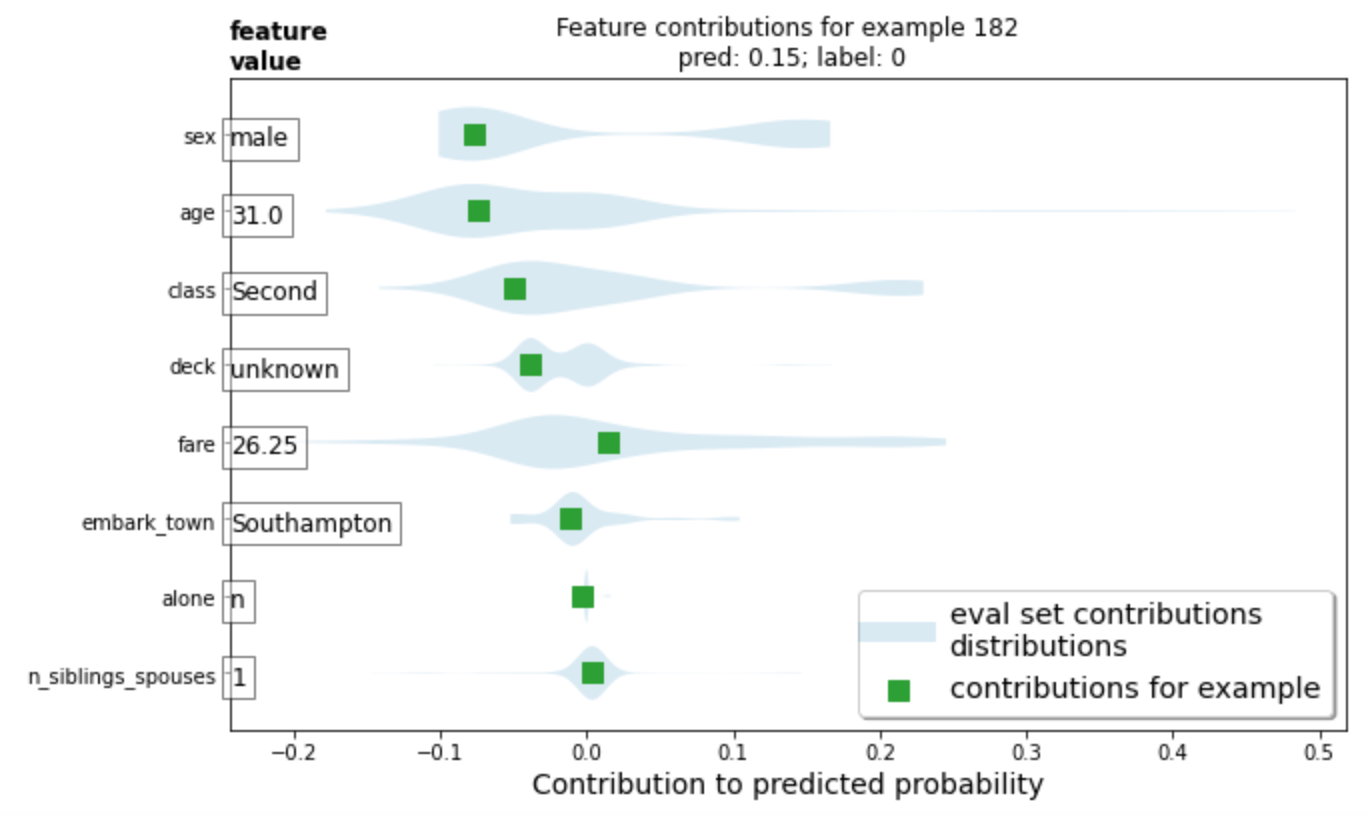 feature
value
Feature contributions for example 182
pred: 0.15; label: 0
sex male
age 31.0
class Second
deck unknown
fare 26.25
embark_town Southampton
alone n
n_siblings_spouses 1
eval set contributions
distributions
contributions for example
−0.2 −0.1 0.0 0.1 0.2 0.3 0.4 0.5
Contribution to predicted probability